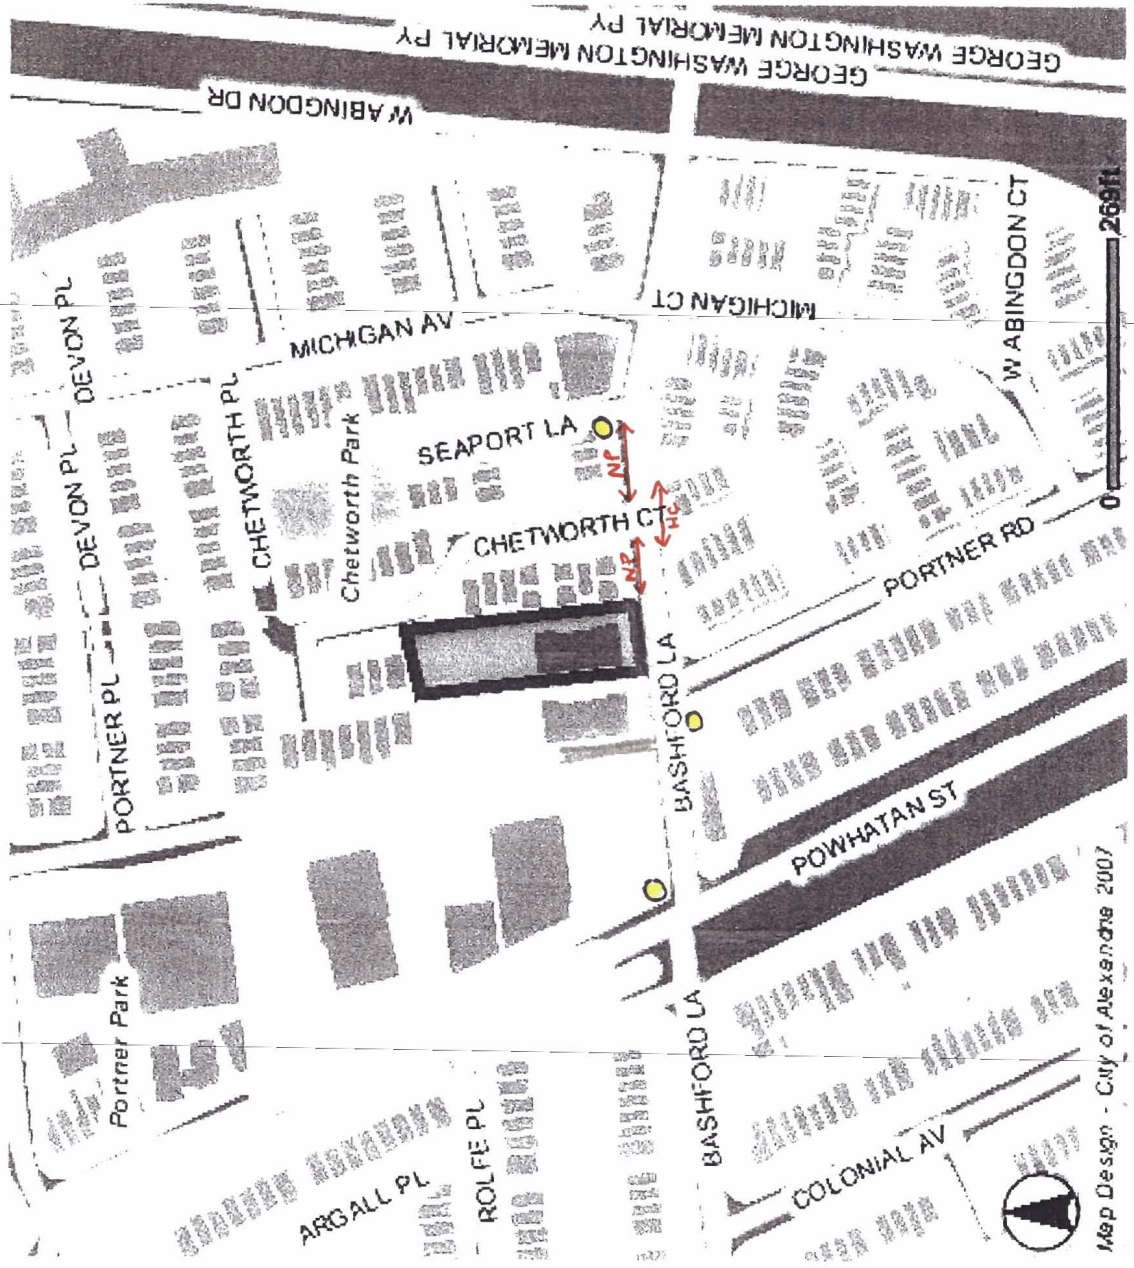 GEORGE WASHINGTON MEMORIAL PY
GEORGE WASHINGTON MEMORIAL PY
W ABINGDON DR
DEVON PL
MICHIGAN AV
MICHIGAN CT
W ABINGDON CT
269ft
0
CHETWORTH PL
DEVON PL
Chetworth Park
SEAPORT LA
NP
CHETWORTH CT
HC
NP
PORTNER RD
PORTNER PL
BASHFORD LA
POWHATAN ST
Portner Park
BASHFORD LA
ROLFE PL
ARGALL PL
COLONIAL AV
Map Design - City of Alexandria 2007